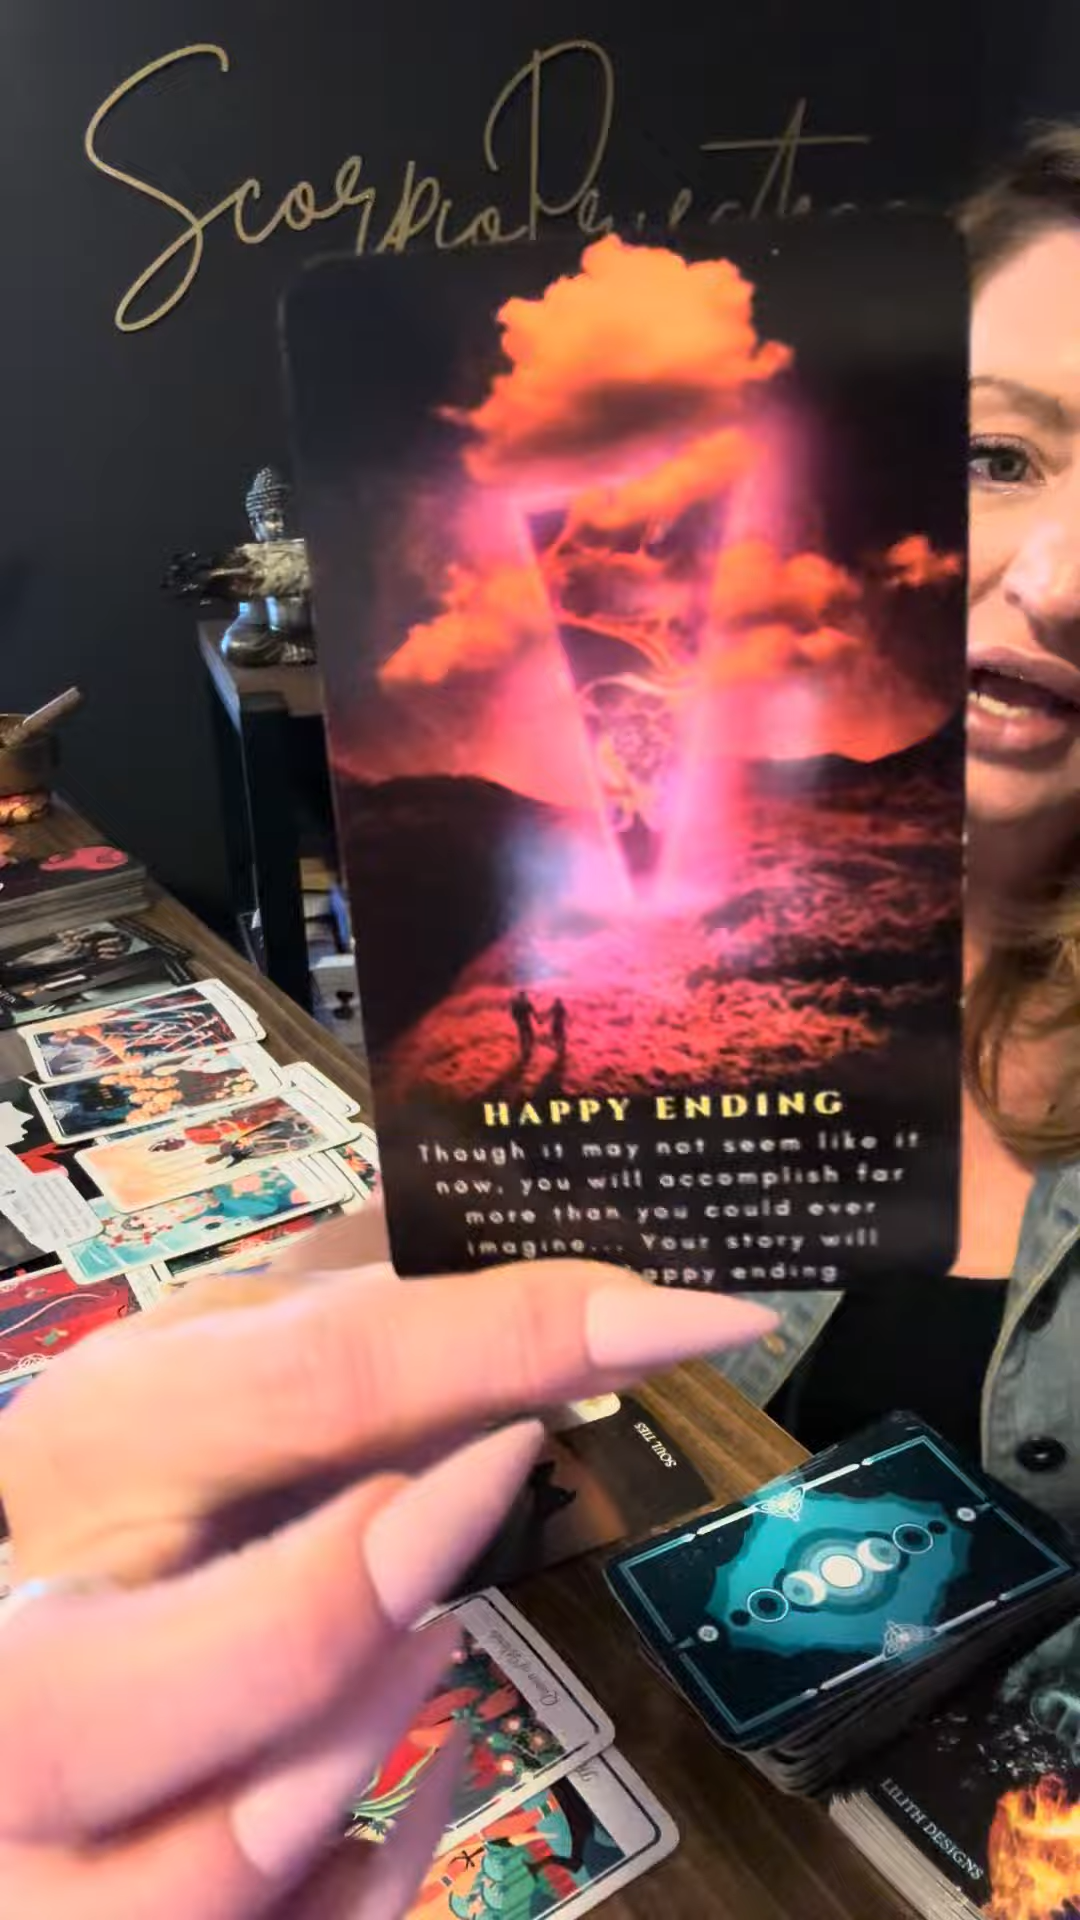 Scorpio
HAPPY ENDING
Though it may not seem like it
now, you will accomplish far
more than you could ever
imagine... Your story will
happy ending
SOUL TIES
Queen of Wands
LILITH DESIGNS